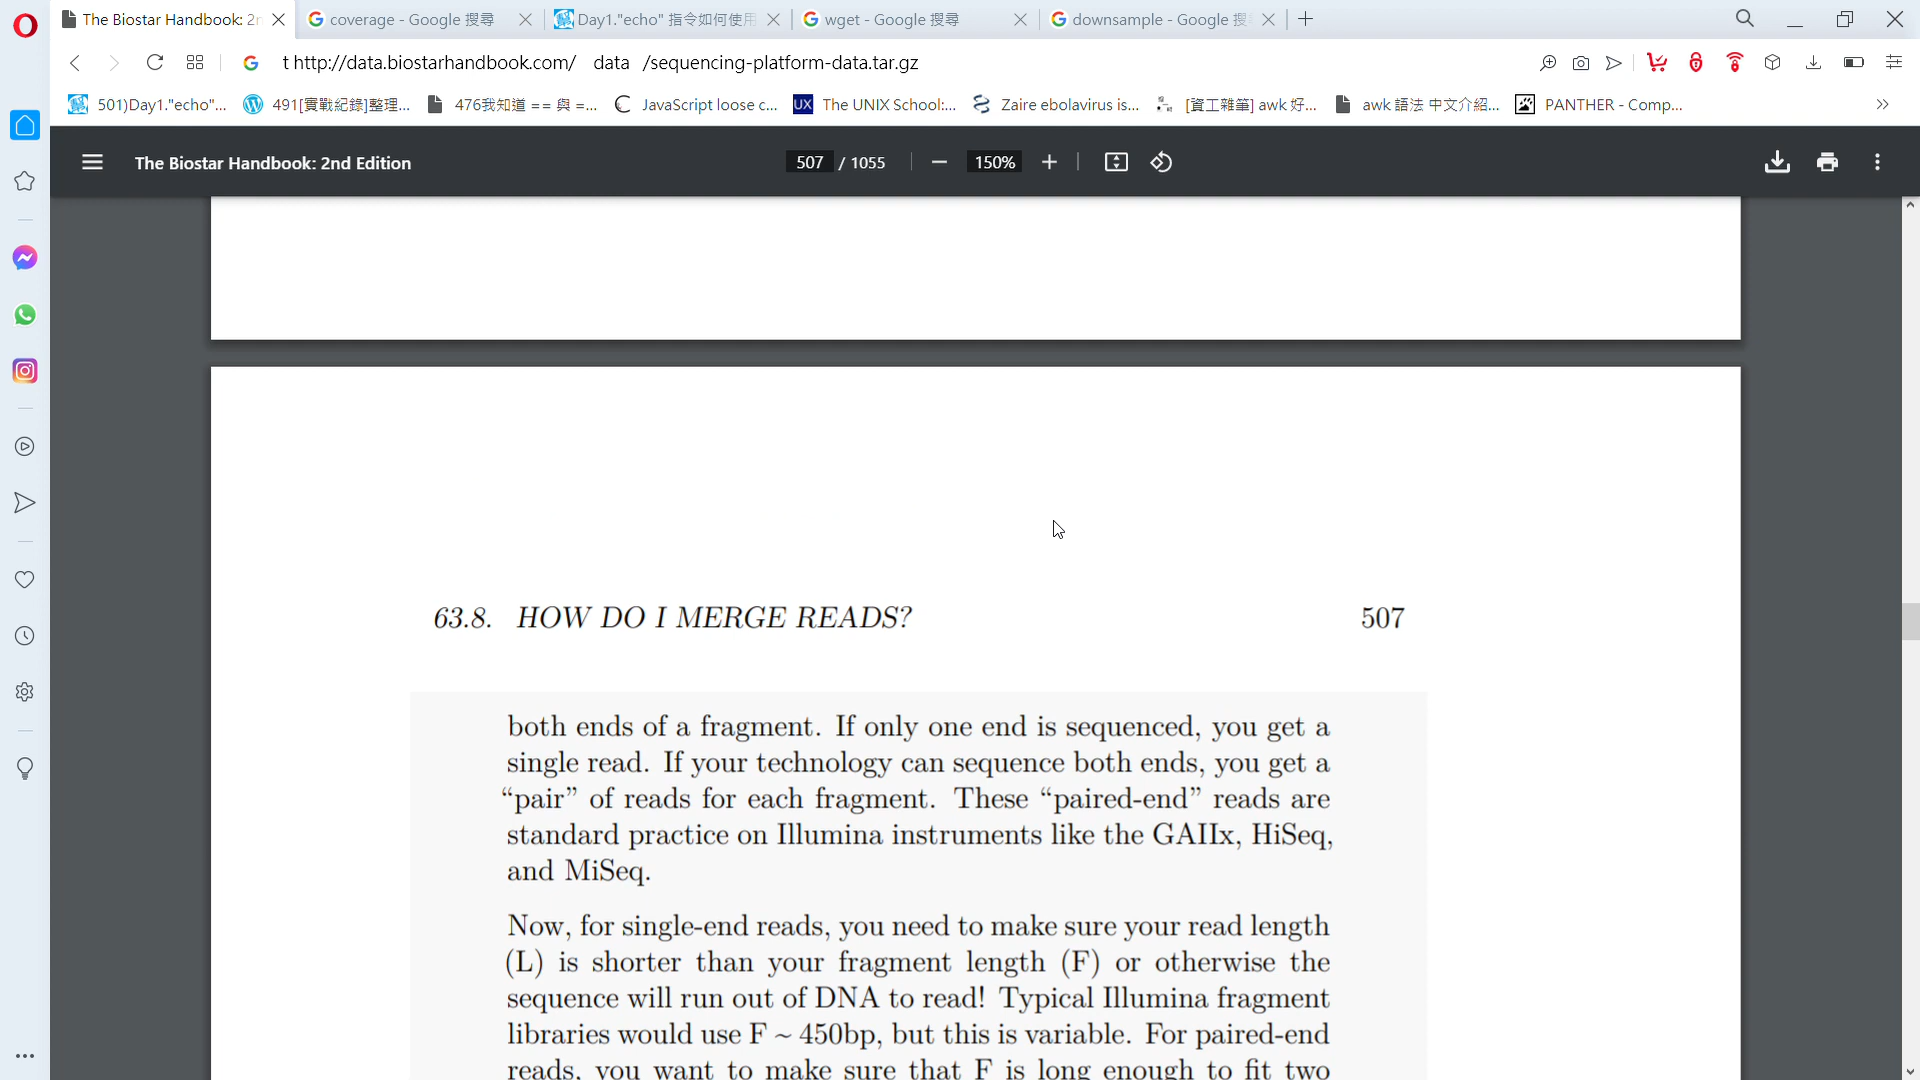 The Biostar Handbook: 2n
coverage - Google 搜尋
Day1."echo" 指令如何使用
wget - Google 搜尋
downsample - Google 搜
t http://data.biostarhandbook.com/ data /sequencing-platform-data.tar.gz
501)Day1."echo"...
491[實戰紀錄]整理...
476我知道 == 與 =...
JavaScript loose c...
UX The UNIX School:...
Zaire ebolavirus is...
[資工雜筆] awk 好...
awk 語法 中文介紹...
PANTHER - Comp...
The Biostar Handbook: 2nd Edition
507 / 1055
150%
63.8. HOW DO I MERGE READS? 507
both ends of a fragment. If only one end is sequenced, you get a
single read. If your technology can sequence both ends, you get a
“pair” of reads for each fragment. These “paired-end” reads are
standard practice on Illumina instruments like the GAIIx, HiSeq,
and MiSeq.
Now, for single-end reads, you need to make sure your read length
(L) is shorter than your fragment length (F) or otherwise the
sequence will run out of DNA to read! Typical Illumina fragment
libraries would use F ~ 450bp, but this is variable. For paired-end
reads, you want to make sure that F is long enough to fit two